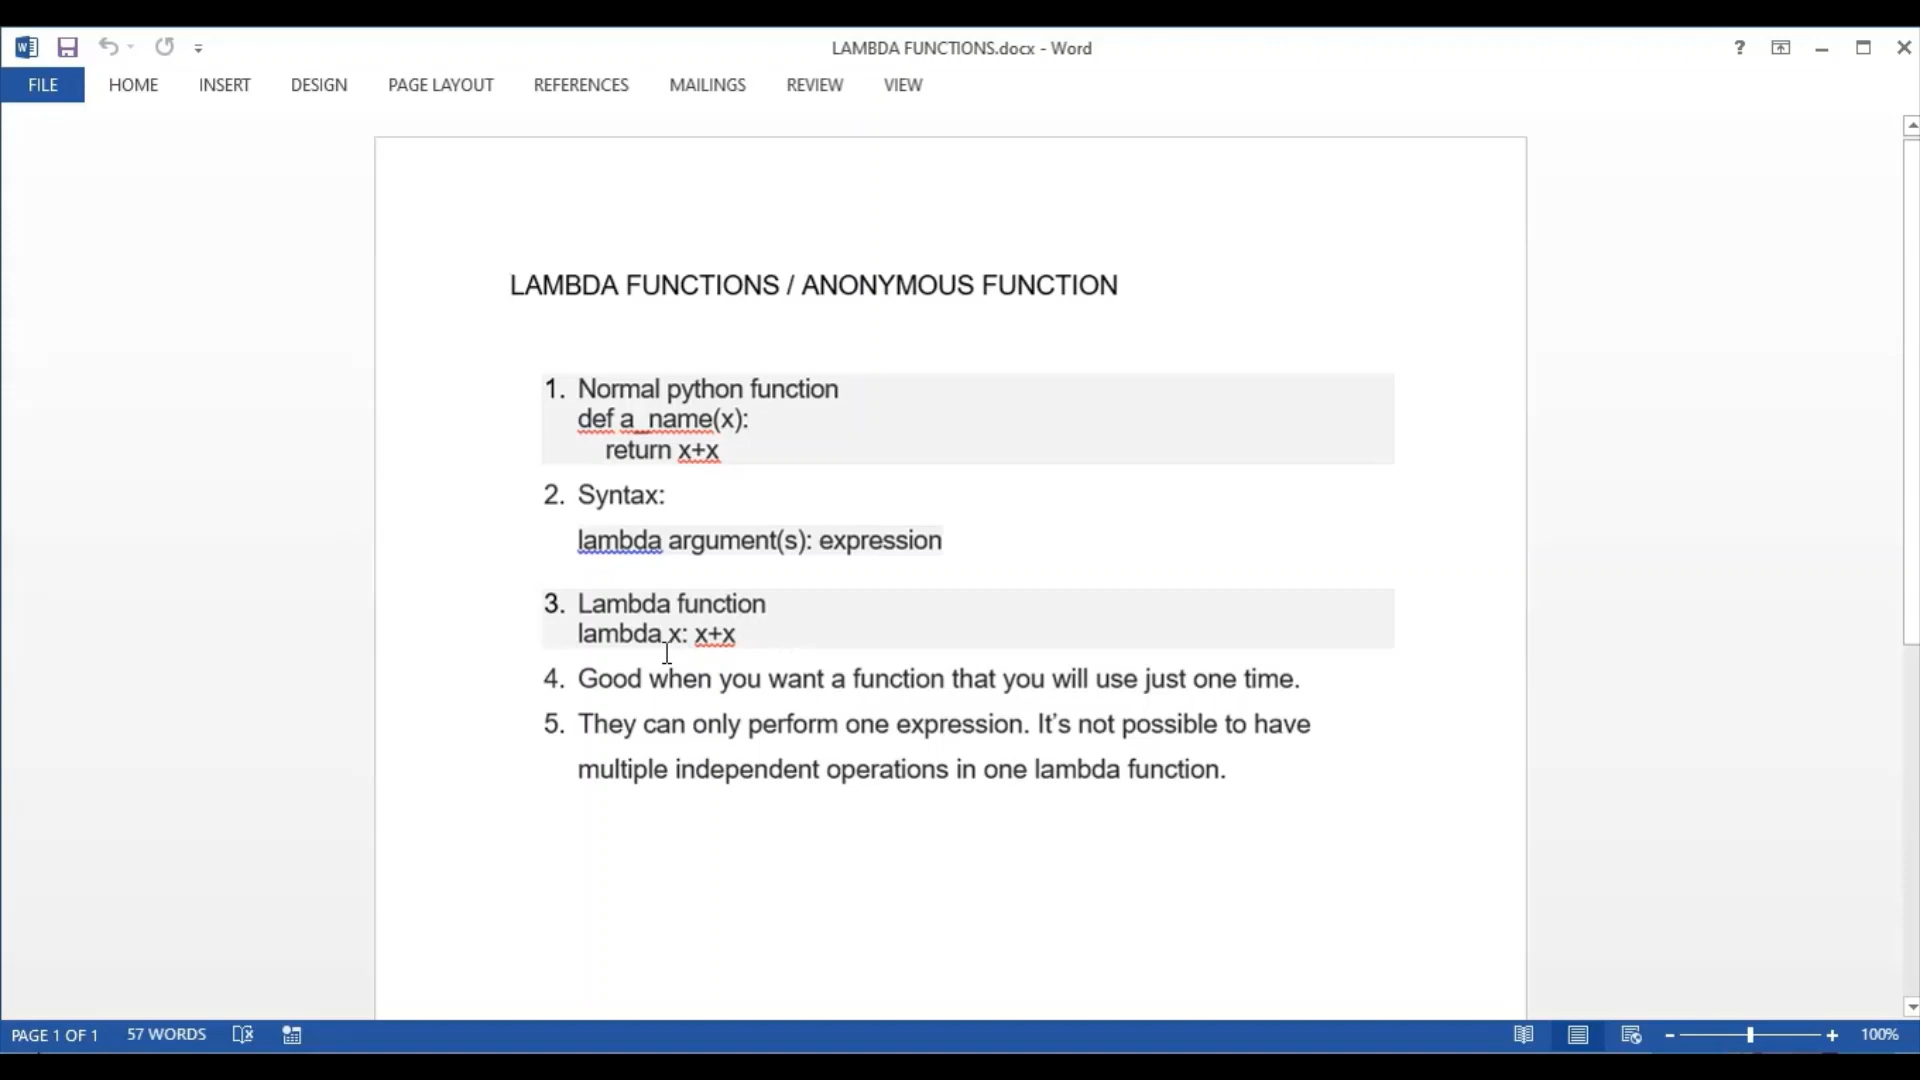 LAMBDA FUNCTIONS.docx - Word
?
FILE HOME INSERT DESIGN PAGE LAYOUT REFERENCES MAILINGS REVIEW VIEW
LAMBDA FUNCTIONS / ANONYMOUS FUNCTION
1. Normal python function
def a_name(x):
return x+x
2. Syntax:
lambda argument(s): expression
3. Lambda function
lambda x: x+x
4. Good when you want a function that you will use just one time.
5. They can only perform one expression. It’s not possible to have
multiple independent operations in one lambda function.
PAGE 1 OF 1 57 WORDS 100%